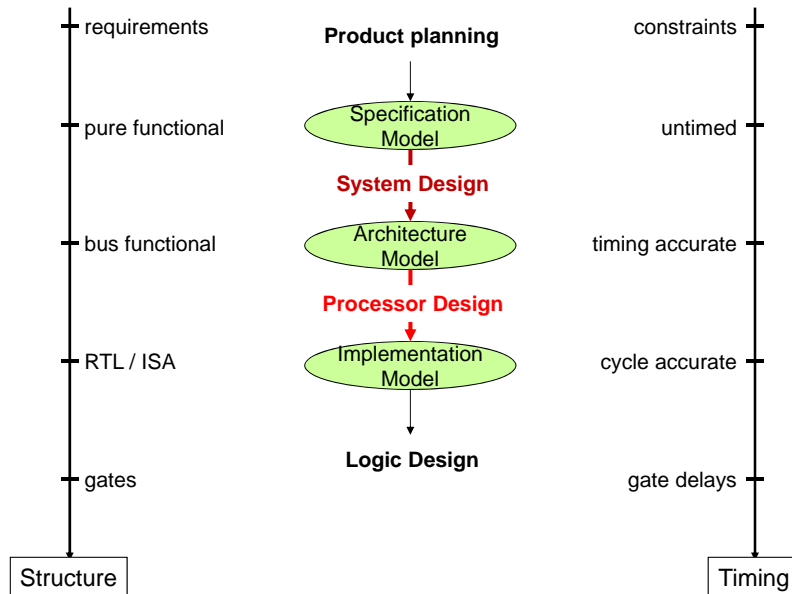 requirements
Product planning
constraints
pure functional
Specification
Model
untimed
System Design
bus functional
Architecture
Model
timing accurate
Processor Design
RTL / ISA
Implementation
Model
cycle accurate
Logic Design
gates
gate delays
Structure
Timing